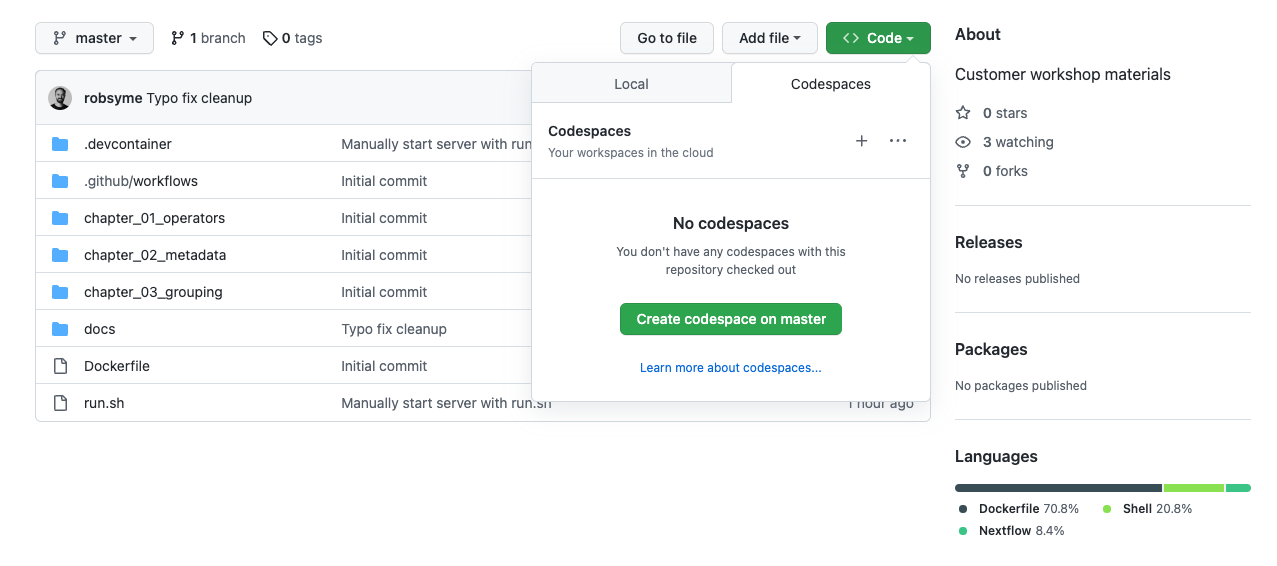 master 1 branch 0 tags Go to file Add file Code
Local Codespaces
robsyme Typo fix cleanup
Codespaces
Your workspaces in the cloud
No codespaces
You don't have any codespaces with this
repository checked out
Create codespace on master
Learn more about codespaces...
.devcontainer Manually start server with run
.github/workflows Initial commit
chapter_01_operators Initial commit
chapter_02_metadata Initial commit
chapter_03_grouping Initial commit
docs Typo fix cleanup
Dockerfile Initial commit
run.sh Manually start server with run.sh 1 hour ago
About
Customer workshop materials
0 stars
3 watching
0 forks
Releases
No releases published
Packages
No packages published
Languages
Dockerfile 70.8% Shell 20.8%
Nextflow 8.4%